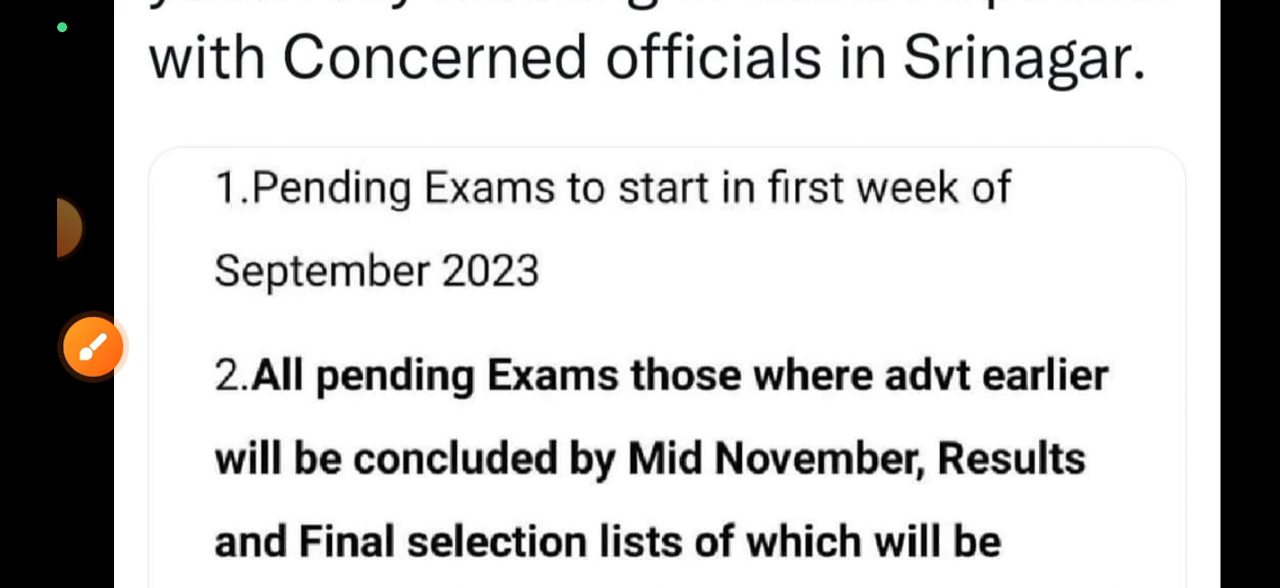 with Concerned officials in Srinagar.
1.Pending Exams to start in first week of
September 2023
2.All pending Exams those where advt earlier
will be concluded by Mid November, Results
and Final selection lists of which will be